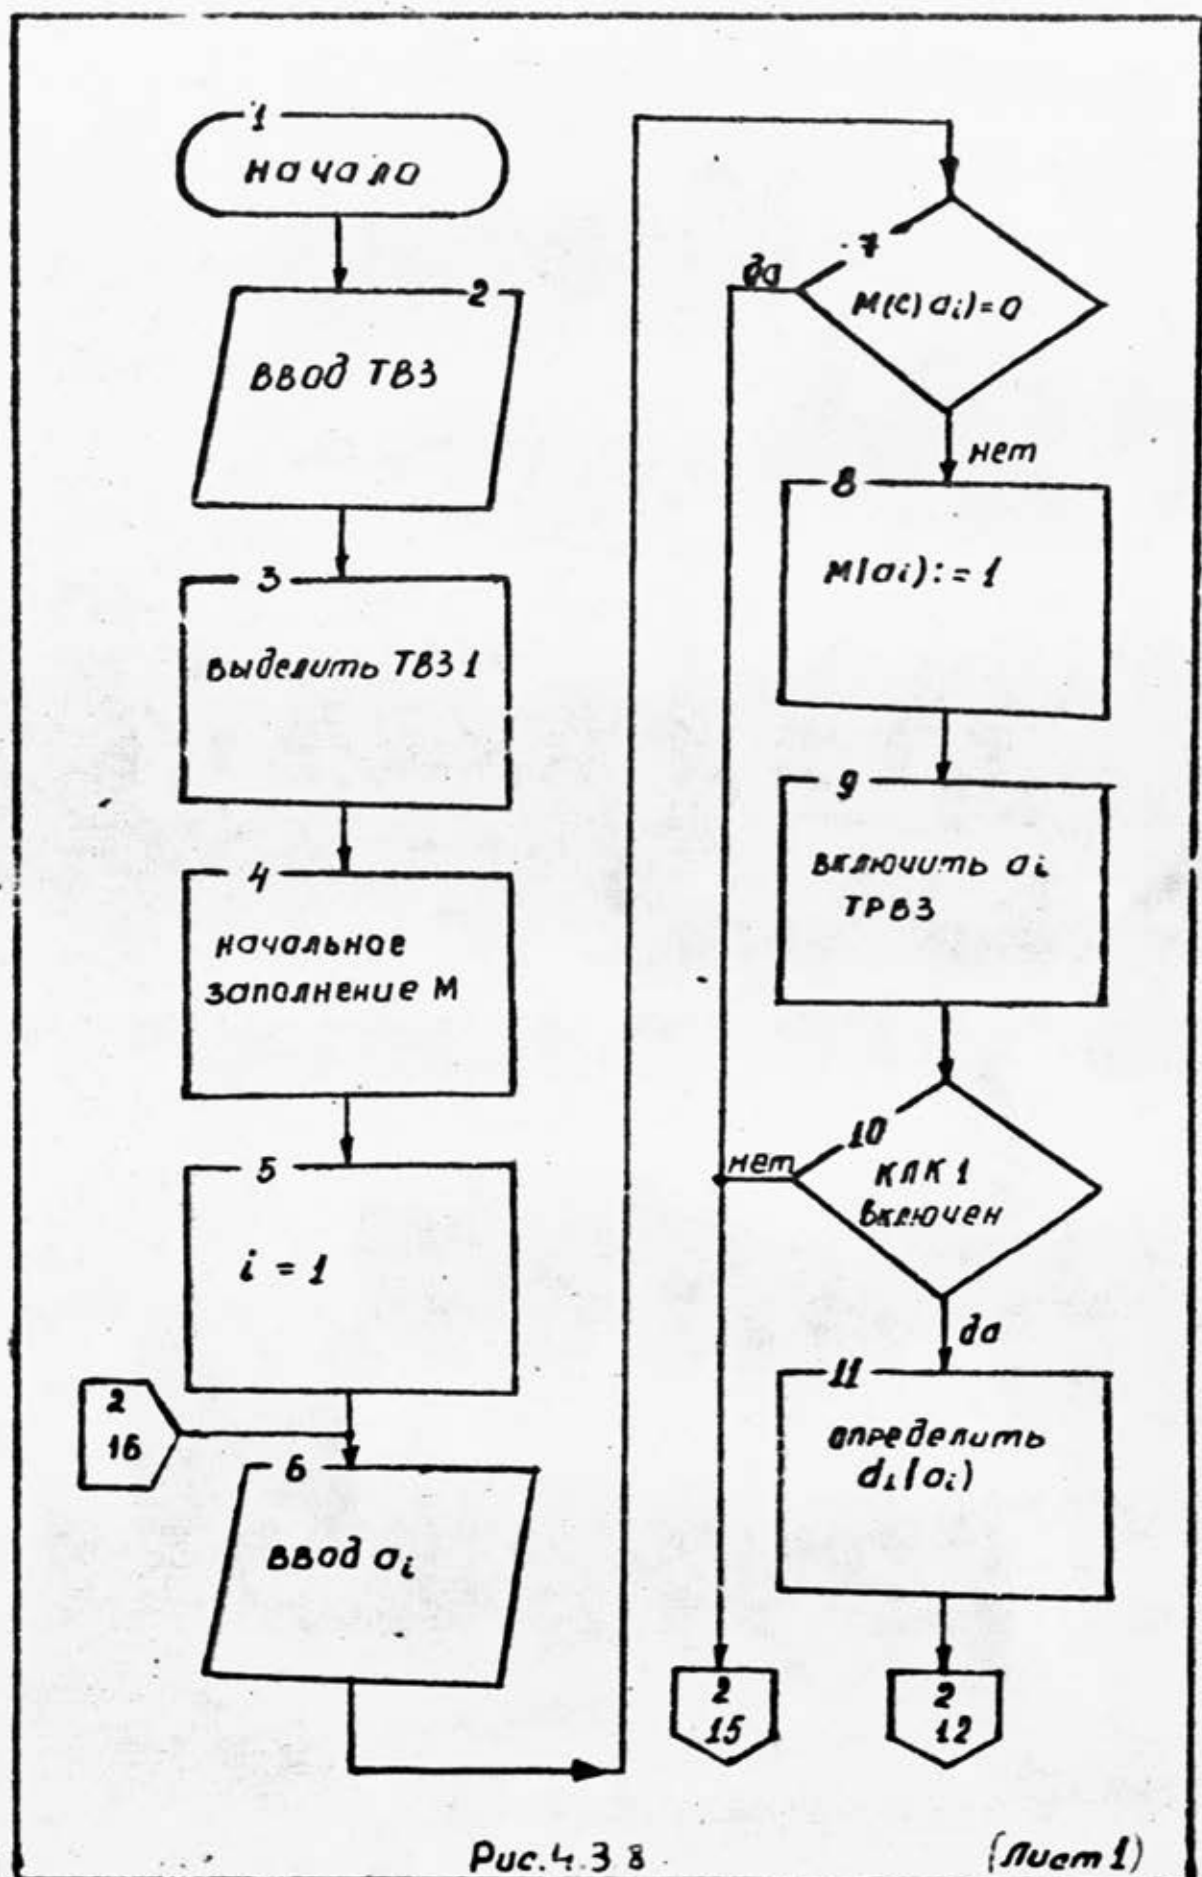 1
начало
2
ввод ТВЗ
3
выделить ТВЗ 1
4
начальное
заполнение М
5
i = 1
2
16
6
ввод aᵢ
7
да
M(C) aᵢ)=0
нет
8
M(aᵢ):=1
9
включить aᵢ
ТРВЗ
10
нет
КЛК 1
включен
да
11
определить
(aᵢ)
2
15
2
12
Рис.4.3 8.
(Лист 1)